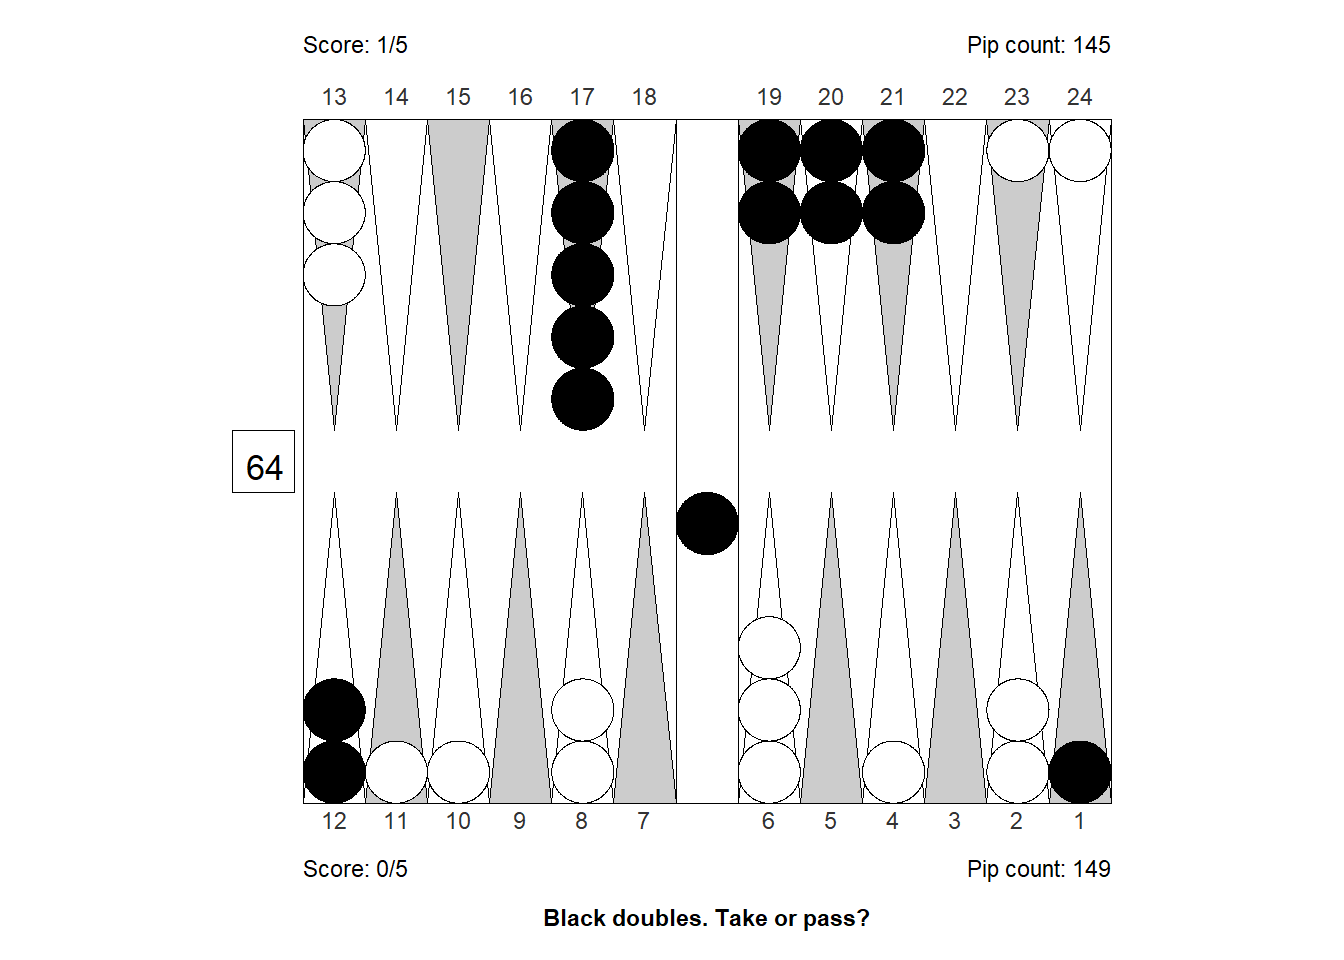 Score: 1/5 Pip count: 145
13 14 15 16 17 18 19 20 21 22 23 24
64
12 11 10 9 8 7 6 5 4 3 2 1
Score: 0/5 Pip count: 149
Black doubles. Take or pass?